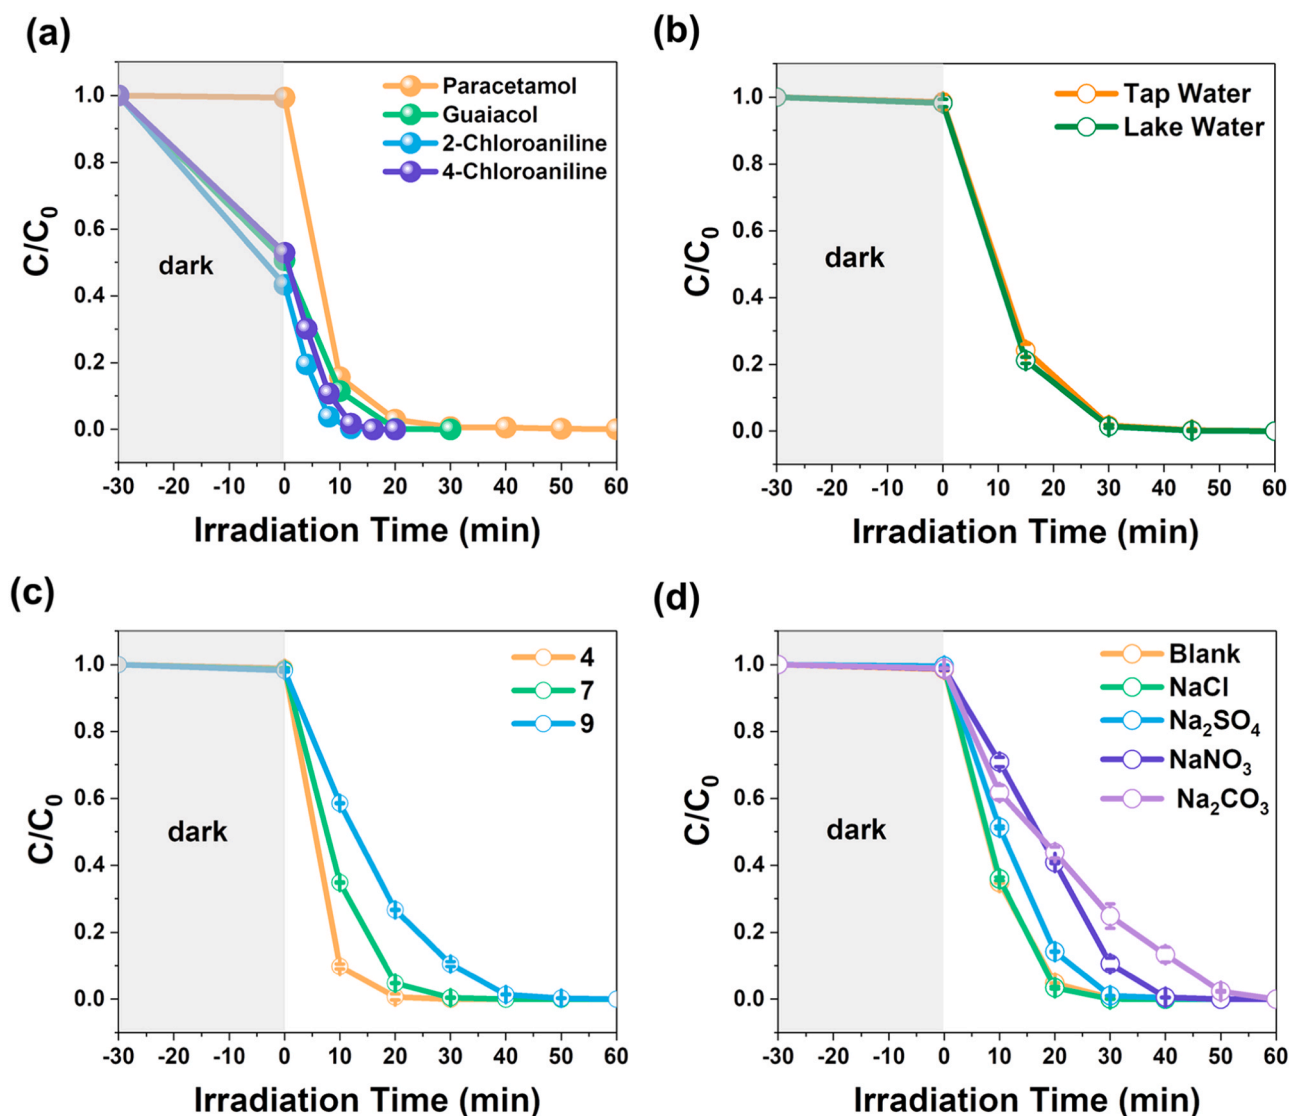 (a)
Paracetamol
Guaiacol
2-Chloroaniline
4-Chloroaniline
dark
C/C0
1.0
0.8
0.6
0.4
0.2
0.0
-30 -20 -10 0 10 20 30 40 50 60
Irradiation Time (min)
(b)
Tap Water
Lake Water
dark
C/C0
1.0
0.8
0.6
0.4
0.2
0.0
-30 -20 -10 0 10 20 30 40 50 60
Irradiation Time (min)
(c)
4
7
9
dark
C/C0
1.0
0.8
0.6
0.4
0.2
0.0
-30 -20 -10 0 10 20 30 40 50 60
Irradiation Time (min)
(d)
Blank
NaCl
Na2SO4
NaNO3
Na2CO3
dark
C/C0
1.0
0.8
0.6
0.4
0.2
0.0
-30 -20 -10 0 10 20 30 40 50 60
Irradiation Time (min)